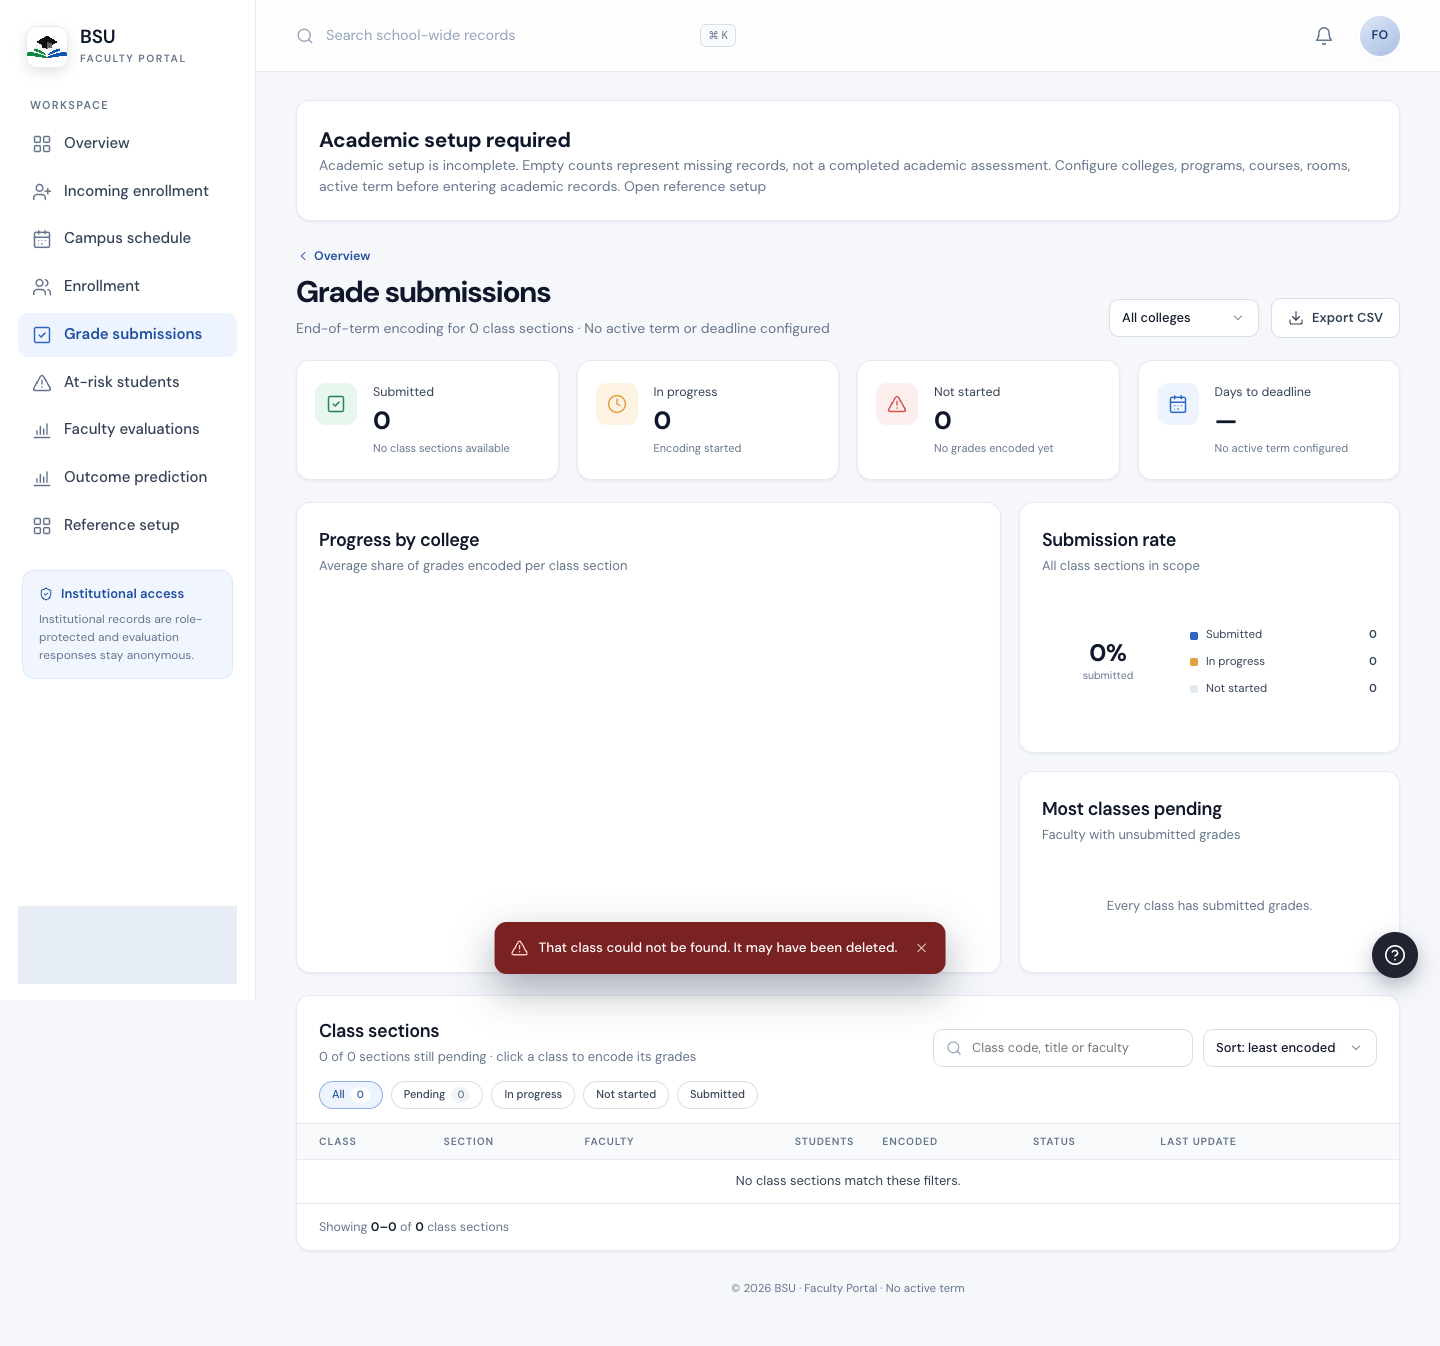 BSU
FACULTY PORTAL
Search school-wide records
⌘ K
FO
WORKSPACE
Overview
Incoming enrollment
Campus schedule
Enrollment
Grade submissions
At-risk students
Faculty evaluations
Outcome prediction
Reference setup
Institutional access
Institutional records are role-
protected and evaluation
responses stay anonymous.
Academic setup required
Academic setup is incomplete. Empty counts represent missing records, not a completed academic assessment. Configure colleges, programs, courses, rooms,
active term before entering academic records. Open reference setup
Overview
Grade submissions
End-of-term encoding for 0 class sections · No active term or deadline configured
All colleges
Export CSV
Submitted
0
No class sections available
In progress
0
Encoding started
Not started
0
No grades encoded yet
Days to deadline
—
No active term configured
Progress by college
Average share of grades encoded per class section
Submission rate
All class sections in scope
0%
submitted
Submitted 0
In progress 0
Not started 0
Most classes pending
Faculty with unsubmitted grades
Every class has submitted grades.
That class could not be found. It may have been deleted.
Class sections
0 of 0 sections still pending · click a class to encode its grades
Class code, title or faculty
Sort: least encoded
All 0
Pending 0
In progress
Not started
Submitted
CLASS SECTION FACULTY STUDENTS ENCODED STATUS LAST UPDATE
No class sections match these filters.
Showing 0–0 of 0 class sections
© 2026 BSU · Faculty Portal · No active term